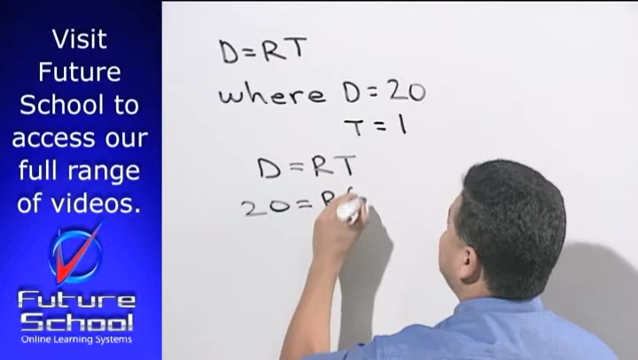 Visit
Future
School to
access our
full range
of videos.
Future
School
Online Learning Systems
D=RT
where D=20
T=1
D=RT
20=R